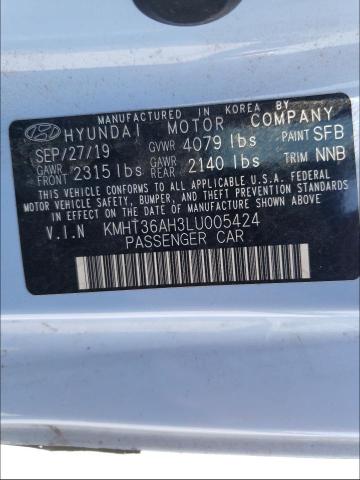 MANUFACTURED IN KOREA BY
HYUNDAI MOTOR COMPANY
SEP/27/19 GVWR 4079 lbs PAINT SFB
GAWR FRONT 2315 lbs GAWR REAR 2140 lbs TRIM NNB
THIS VEHICLE CONFORMS TO ALL APPLICABLE U.S.A. FEDERAL
MOTOR VEHICLE SAFETY, BUMPER, AND THEFT PREVENTION
STANDARDS IN EFFECT ON THE DATE OF MANUFACTURE SHOWN ABOVE.
V.I.N KMHT36AH3LU005424
PASSENGER CAR